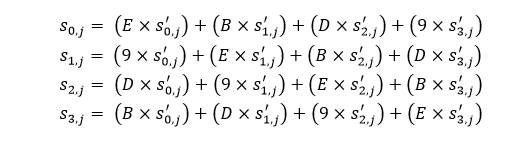 s₀,ⱼ = (E × s′₀,ⱼ) + (B × s′₁,ⱼ) + (D × s′₂,ⱼ) + (9 × s′₃,ⱼ)
s₁,ⱼ = (9 × s′₀,ⱼ) + (E × s′₁,ⱼ) + (B × s′₂,ⱼ) + (D × s′₃,ⱼ)
s₂,ⱼ = (D × s′₀,ⱼ) + (9 × s′₁,ⱼ) + (E × s′₂,ⱼ) + (B × s′₃,ⱼ)
s₃,ⱼ = (B × s′₀,ⱼ) + (D × s′₁,ⱼ) + (9 × s′₂,ⱼ) + (E × s′₃,ⱼ)